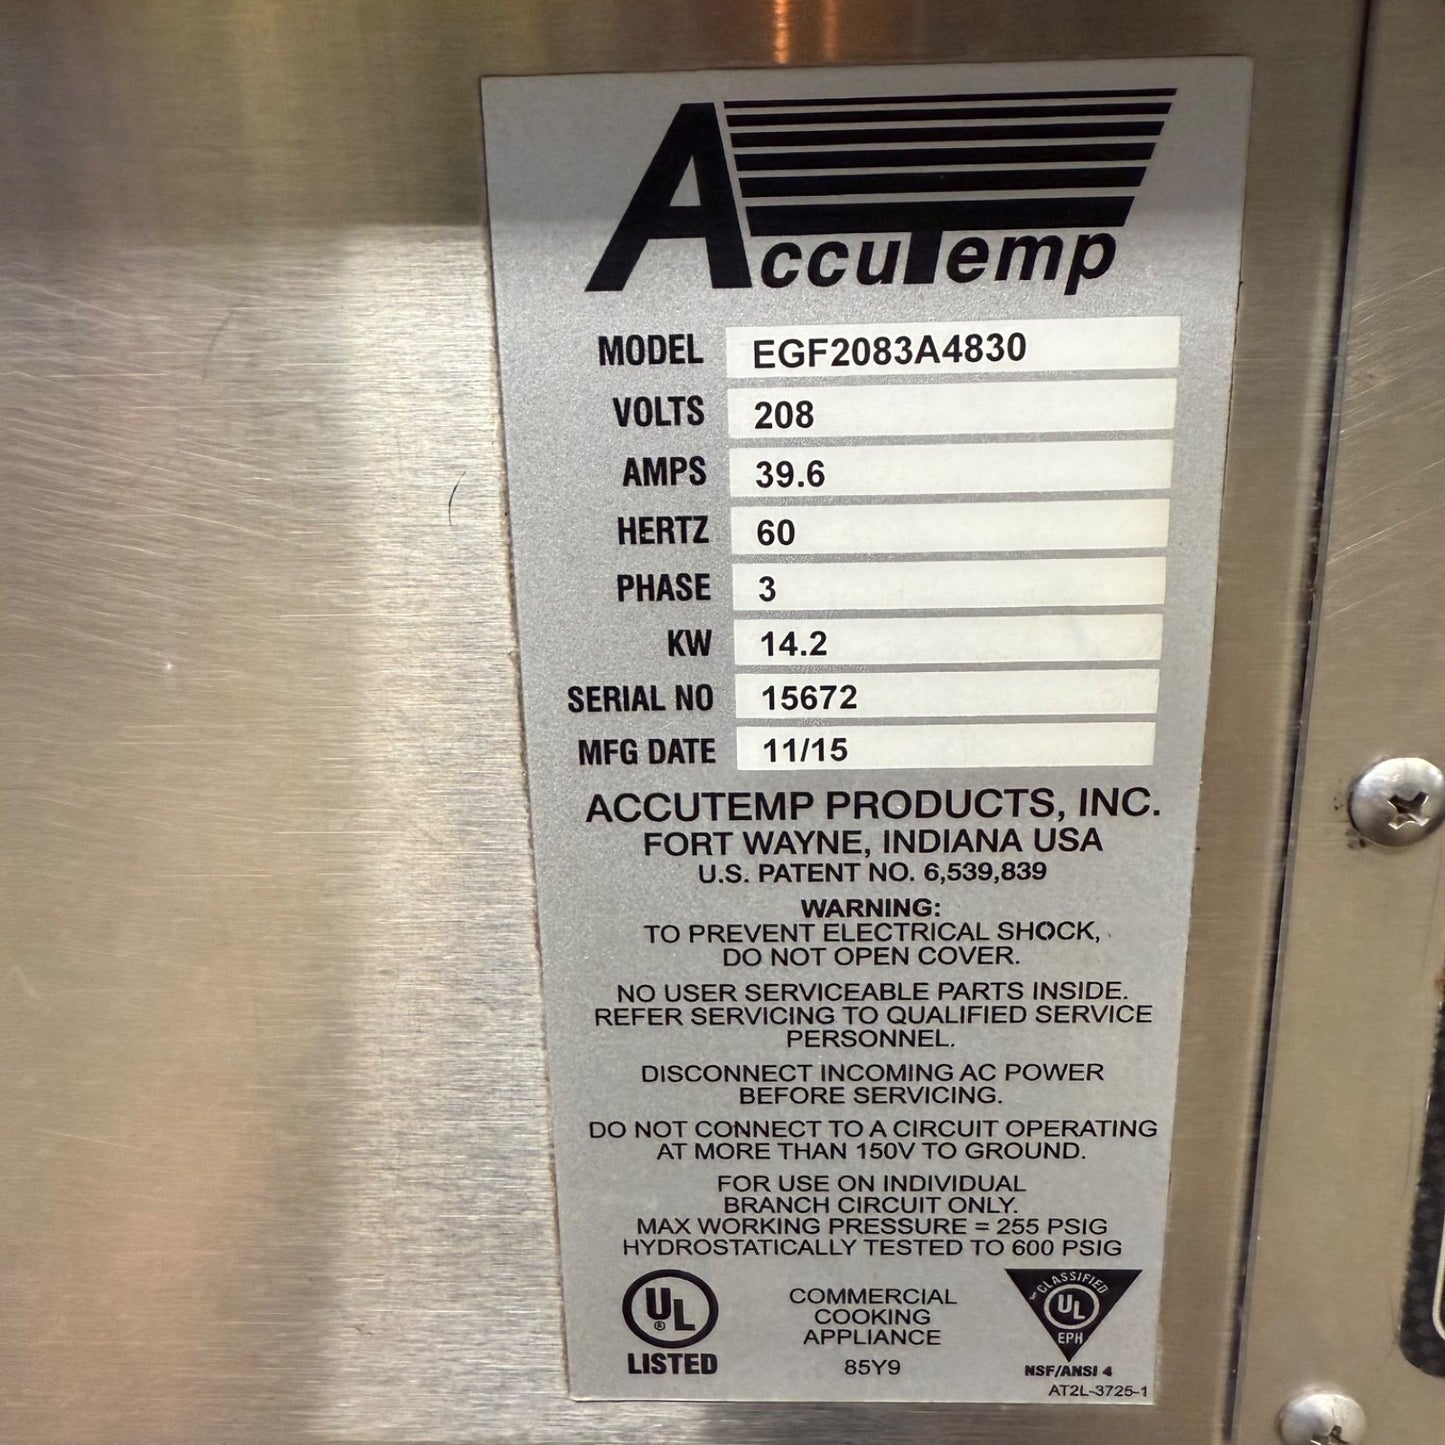 AccuTemp
MODEL EGF2083A4830
VOLTS 208
AMPS 39.6
HERTZ 60
PHASE 3
KW 14.2
SERIAL NO 15672
MFG DATE 11/15
ACCUTEMP PRODUCTS, INC.
FORT WAYNE, INDIANA USA
U.S. PATENT NO. 6,539,839
WARNING:
TO PREVENT ELECTRICAL SHOCK,
DO NOT OPEN COVER.
NO USER SERVICEABLE PARTS INSIDE.
REFER SERVICING TO QUALIFIED SERVICE
PERSONNEL.
DISCONNECT INCOMING AC POWER
BEFORE SERVICING.
DO NOT CONNECT TO A CIRCUIT OPERATING
AT MORE THAN 150V TO GROUND.
FOR USE ON INDIVIDUAL
BRANCH CIRCUIT ONLY.
MAX WORKING PRESSURE = 255 PSIG
HYDROSTATICALLY TESTED TO 600 PSIG
UL ®
LISTED
COMMERCIAL
COOKING
APPLIANCE
85Y9
CLASSIFIED
UL
EPH
NSF/ANSI 4
AT2L-3725-1